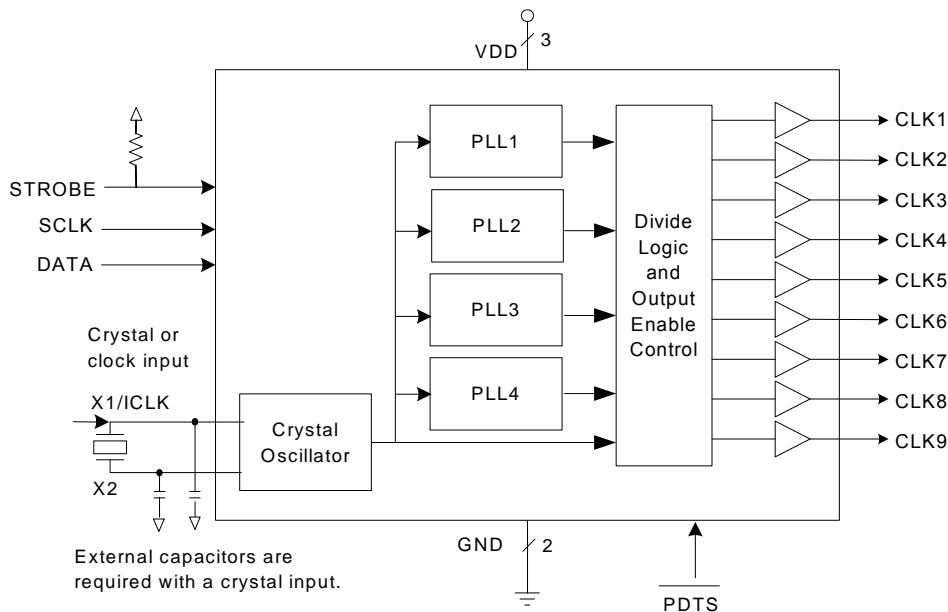 VDD
3
STROBE
SCLK
DATA
PLL1
PLL2
PLL3
PLL4
Divide
Logic
and
Output
Enable
Control
CLK1
CLK2
CLK3
CLK4
CLK5
CLK6
CLK7
CLK8
CLK9
Crystal or
clock input
X1/ICLK
X2
Crystal
Oscillator
External capacitors are
required with a crystal input.
GND
2
PDTS